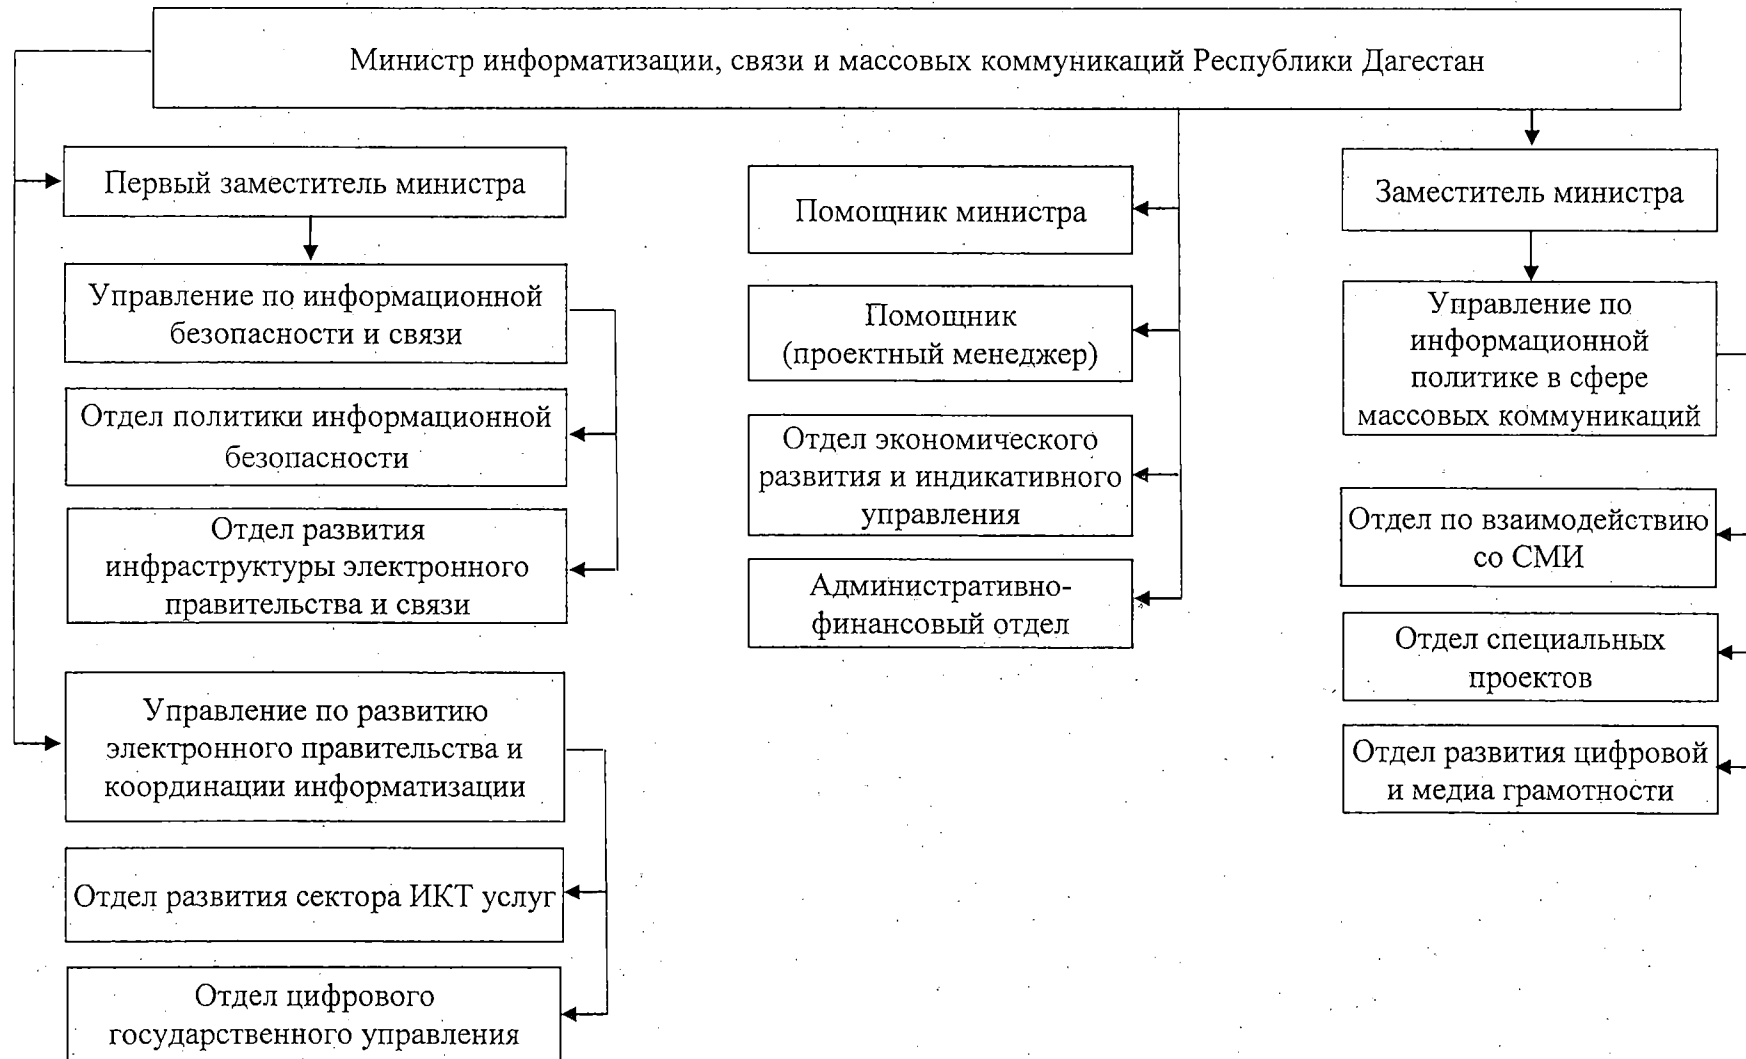 Министр информатизации, связи и массовых коммуникаций Республики Дагестан
Первый заместитель министра
Управление по информационной
безопасности и связи
Отдел политики информационной
безопасности
Отдел развития
инфраструктуры электронного
правительства и связи
Управление по развитию
электронного правительства и
координации информатизации
Отдел развития сектора ИКТ услуг
Отдел цифрового
государственного управления
Помощник министра
Помощник
(проектный менеджер)
Отдел экономического
развития и индикативного
управления
Административно-
финансовый отдел
Заместитель министра
Управление по
информационной
политике в сфере
массовых коммуникаций
Отдел по взаимодействию
со СМИ
Отдел специальных
проектов
Отдел развития цифровой
и медиа грамотности